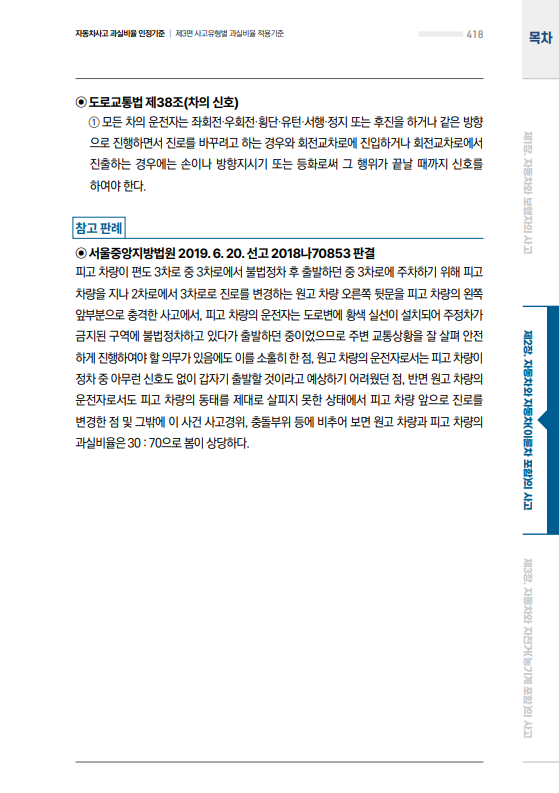 자동차사고 과실비율 인정기준 | 제3편 사고유형별 과실비율 적용기준
418
목차
◉ 도로교통법 제38조(차의 신호)
① 모든 차의 운전자는 좌회전·우회전·횡단·유턴·서행·정지 또는 후진을 하거나 같은 방향
으로 진행하면서 진로를 바꾸려고 하는 경우와 회전교차로에 진입하거나 회전교차로에서
진출하는 경우에는 손이나 방향지시기 또는 등화로써 그 행위가 끝날 때까지 신호를
하여야 한다.
참고 판례
◉ 서울중앙지방법원 2019. 6. 20. 선고 2018나70853 판결
피고 차량이 편도 3차로 중 3차로에서 불법정차 후 출발하던 중 3차로에 주차하기 위해 피고
차량을 지나 2차로에서 3차로로 진로를 변경하는 원고 차량 오른쪽 뒷문을 피고 차량의 왼쪽
앞부분으로 충격한 사고에서, 피고 차량의 운전자는 도로변에 황색 실선이 설치되어 주정차가
금지된 구역에 불법정차하고 있다가 출발하던 중이었으므로 주변 교통상황을 잘 살펴 안전
하게 진행하여야 할 의무가 있음에도 이를 소홀히 한 점, 원고 차량의 운전자로서는 피고 차량이
정차 중 아무런 신호도 없이 갑자기 출발할 것이라고 예상하기 어려웠던 점, 반면 원고 차량의
운전자로서도 피고 차량의 동태를 제대로 살피지 못한 상태에서 피고 차량 앞으로 진로를
변경한 점 및 그밖에 이 사건 사고경위, 충돌부위 등에 비추어 보면 원고 차량과 피고 차량의
과실비율은 30 : 70으로 봄이 상당하다.
제1장. 자동차와 보행자의 사고
제2장. 자동차와 자동차(이륜차 포함)의 사고
제3장. 자동차와 자전거(농기계 포함)의 사고